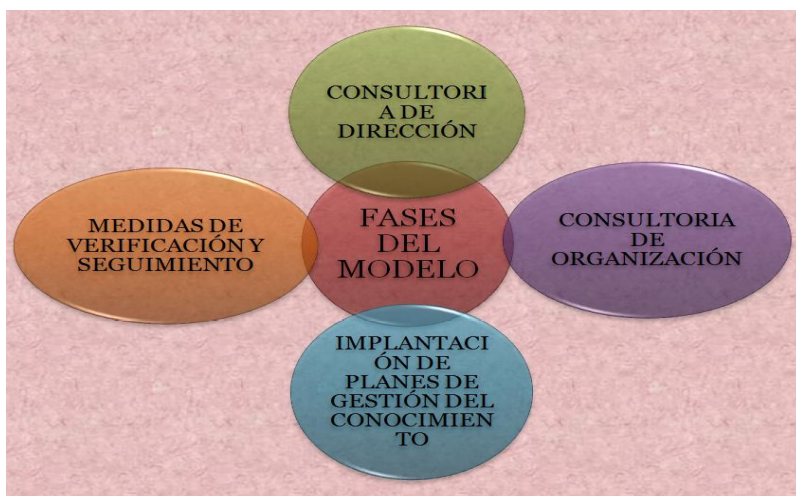 CONSULTORI
A DE
DIRECCIÓN
MEDIDAS DE
VERIFICACIÓN Y
SEGUIMIENTO
FASES
DEL
MODELO
CONSULTORIA
DE
ORGANIZACIÓN
IMPLANTACI
ÓN DE
PLANES DE
GESTIÓN DEL
CONOCIMIEN
TO